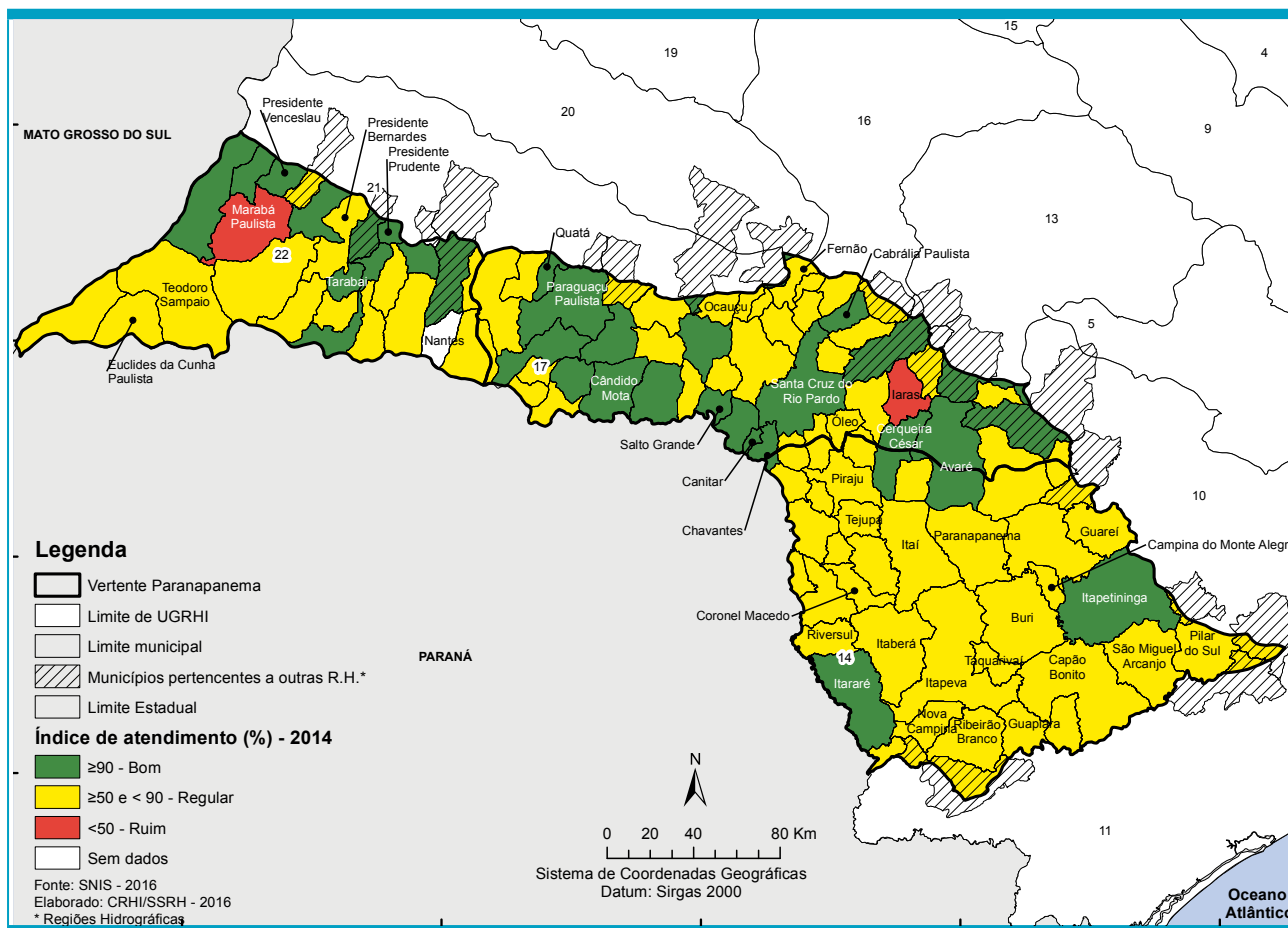 15
19
4
20
16
9
13
5
10
11
MATO GROSSO DO SUL
Presidente
Venceslau
Presidente
Bernardes
Presidente
Prudente
21
Marabá
Paulista
22
Teodoro
Sampaio
Tarabai
Euclides da Cunha
Paulista
Nantes
Quatá
Paraguaçu
Paulista
17
Cândido
Mota
Ocauçu
Fernão
Cabrália Paulista
Santa Cruz do
Rio Pardo
Iaras
Óleo
Cerqueira
César
Avaré
Salto Grande
Canitar
Chavantes
Piraju
Tejupá
Itaí
Paranapanema
Guareí
Campina do Monte Alegr
Itapetininga
Coronel Macedo
Buri
Riversul
Itaberá
14
Itararé
Taquarivaí
Itapeva
Capão
Bonito
São Miguel
Arcanjo
Pilar
do Sul
Nova
Campina
Ribeirão
Branco
Guapiara
PARANÁ
Legenda
Vertente Paranapanema
Limite de UGRHI
Limite municipal
Municípios pertencentes a outras R.H.*
Limite Estadual
Índice de atendimento (%) - 2014
≥90 - Bom
≥50 e < 90 - Regular
<50 - Ruim
Sem dados
Fonte: SNIS - 2016
Elaborado: CRHI/SSRH - 2016
* Regiões Hidrográficas
N
0 20 40 80 Km
Sistema de Coordenadas Geográficas
Datum: Sirgas 2000
Oceano
Atlântico